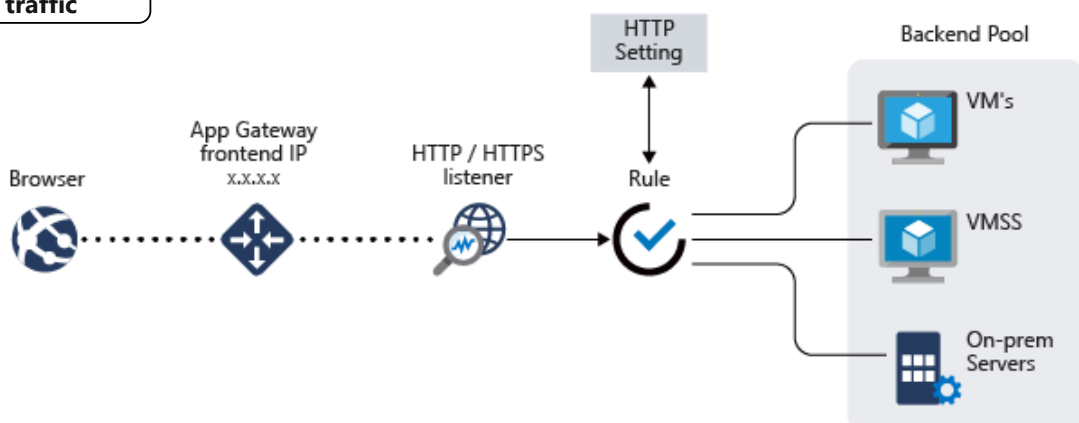 traffic
HTTP
Setting
Backend Pool
VM's
App Gateway
frontend IP
x.x.x.x
HTTP / HTTPS
listener
Browser
Rule
VMSS
On-prem
Servers